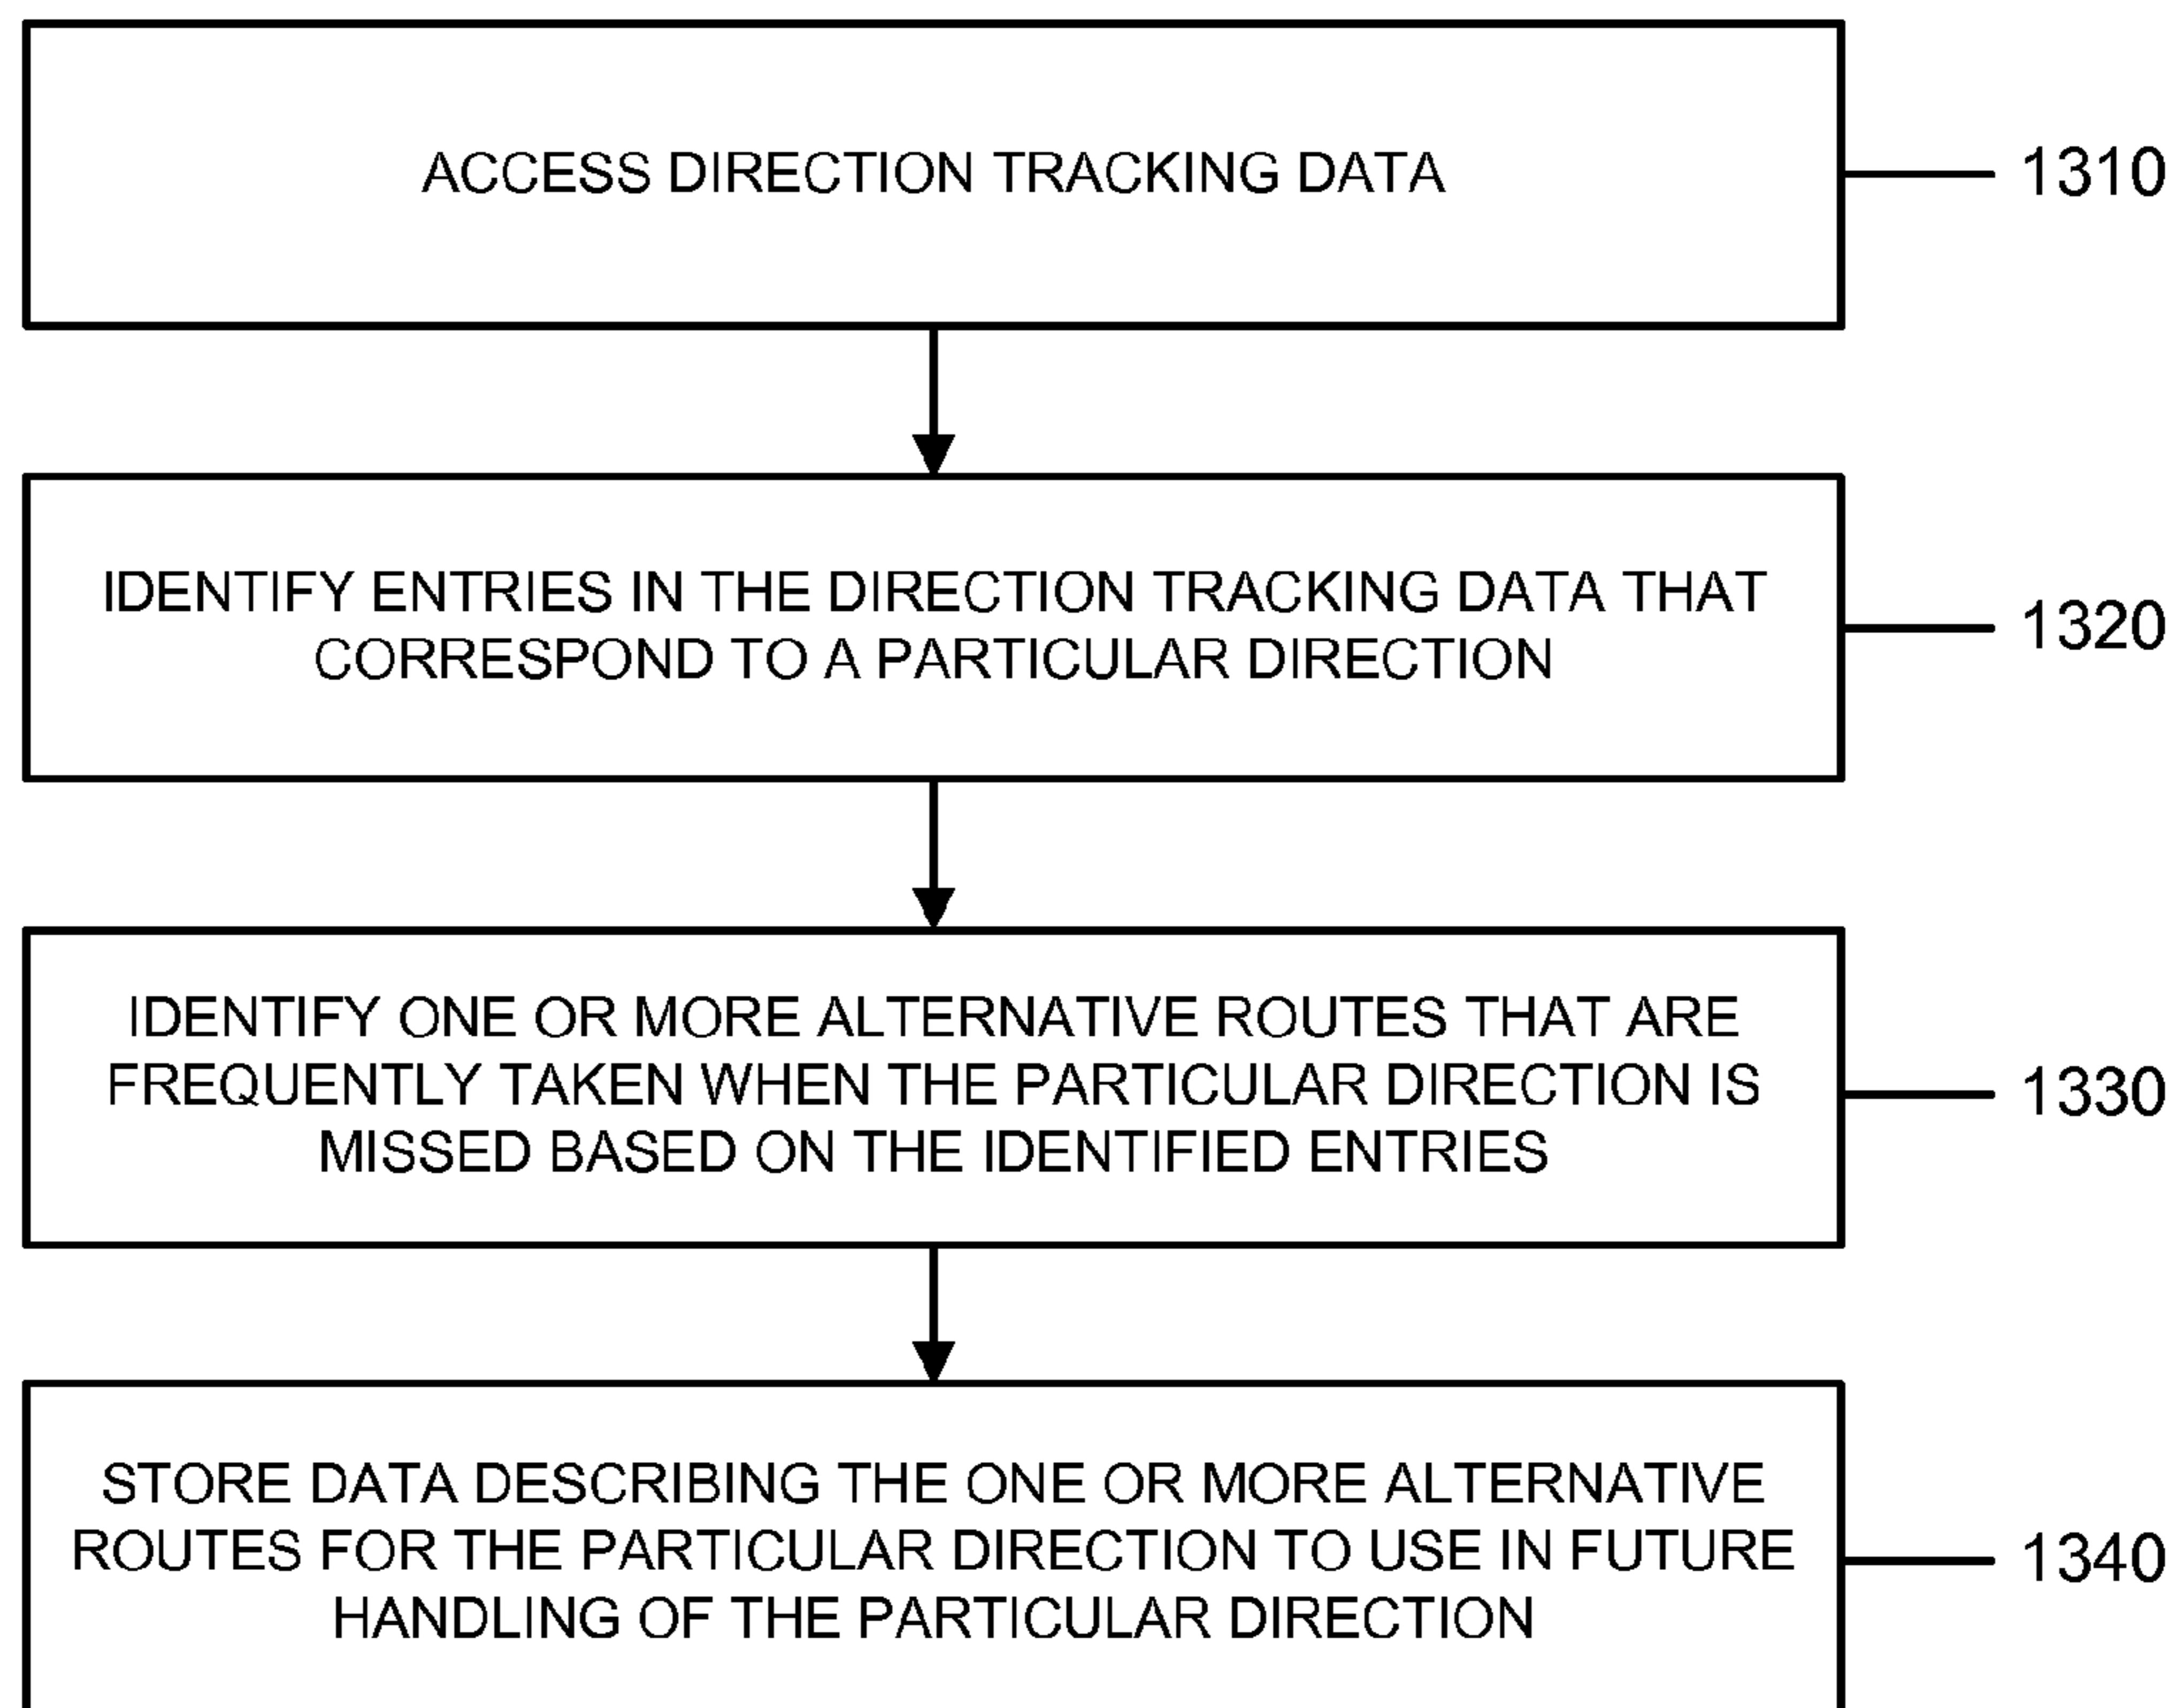 ACCESS DIRECTION TRACKING DATA
1310
IDENTIFY ENTRIES IN THE DIRECTION TRACKING DATA THAT
CORRESPOND TO A PARTICULAR DIRECTION
1320
IDENTIFY ONE OR MORE ALTERNATIVE ROUTES THAT ARE
FREQUENTLY TAKEN WHEN THE PARTICULAR DIRECTION IS
MISSED BASED ON THE IDENTIFIED ENTRIES
1330
STORE DATA DESCRIBING THE ONE OR MORE ALTERNATIVE
ROUTES FOR THE PARTICULAR DIRECTION TO USE IN FUTURE
HANDLING OF THE PARTICULAR DIRECTION
1340